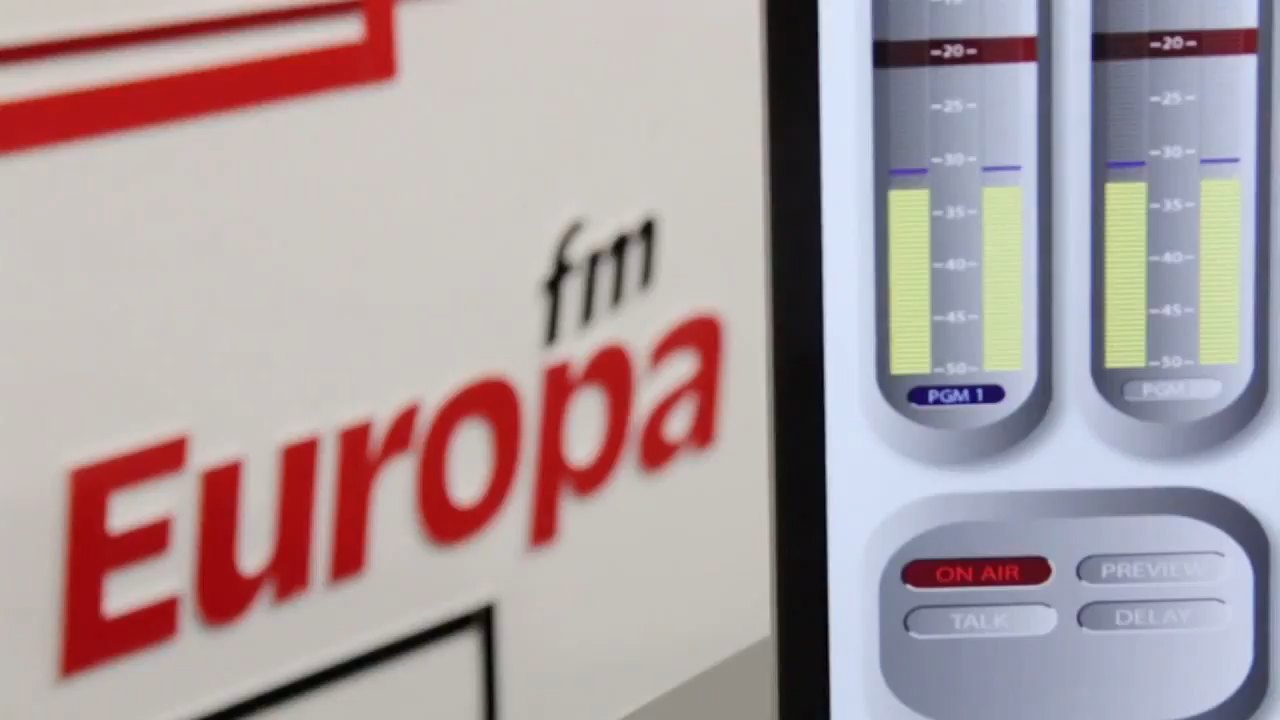 fm
Europa
-20- -20-
-25- -25-
-30- -30-
-35- -35-
-40- -40-
-45- -45-
-50- -50-
PGM 1
ON AIR PREVIEW
TALK DELAY